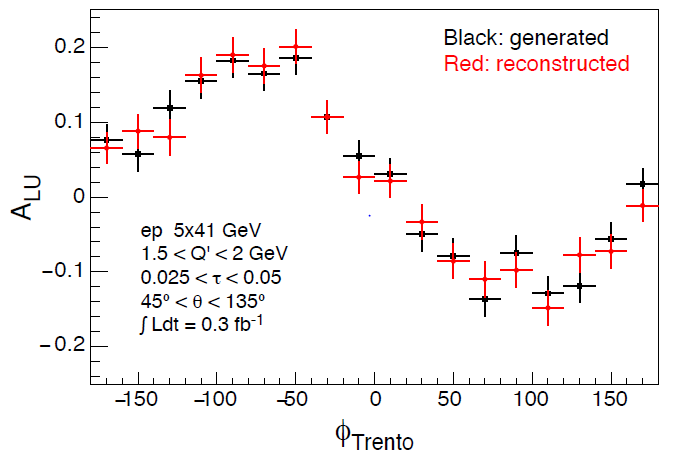 Black: generated
Red: reconstructed
0.2
0.1
0
−0.1
−0.2
A_LU
ep 5x41 GeV
1.5 < Q' < 2 GeV
0.025 < τ < 0.05
45º < θ < 135º
∫ Ldt = 0.3 fb⁻¹
−150 −100 −50 0 50 100 150
ϕ_Trento